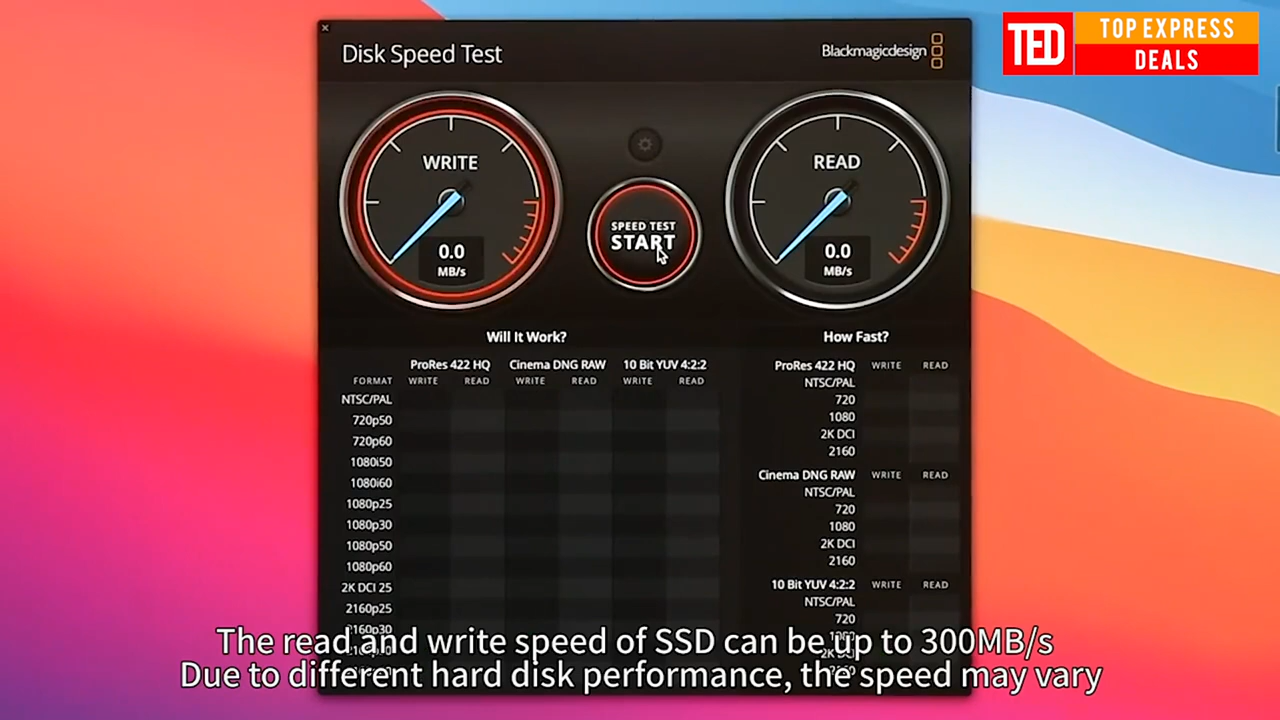 Disk Speed Test
Blackmagicdesign
TED
TOP EXPRESS
DEALS
WRITE
0.0
MB/s
SPEED TEST
START
READ
0.0
MB/s
Will It Work?
ProRes 422 HQ Cinema DNG RAW 10 Bit YUV 4:2:2
FORMAT WRITE READ WRITE READ WRITE READ
NTSC/PAL
720p50
720p60
1080i50
1080i60
1080p25
1080p30
1080p50
1080p60
2K DCI 25
2160p25
2160p30
How Fast?
ProRes 422 HQ WRITE READ
NTSC/PAL
720
1080
2K DCI
2160
Cinema DNG RAW WRITE READ
NTSC/PAL
720
1080
2K DCI
2160
10 Bit YUV 4:2:2 WRITE READ
NTSC/PAL
720
The read and write speed of SSD can be up to 300MB/s
Due to different hard disk performance, the speed may vary